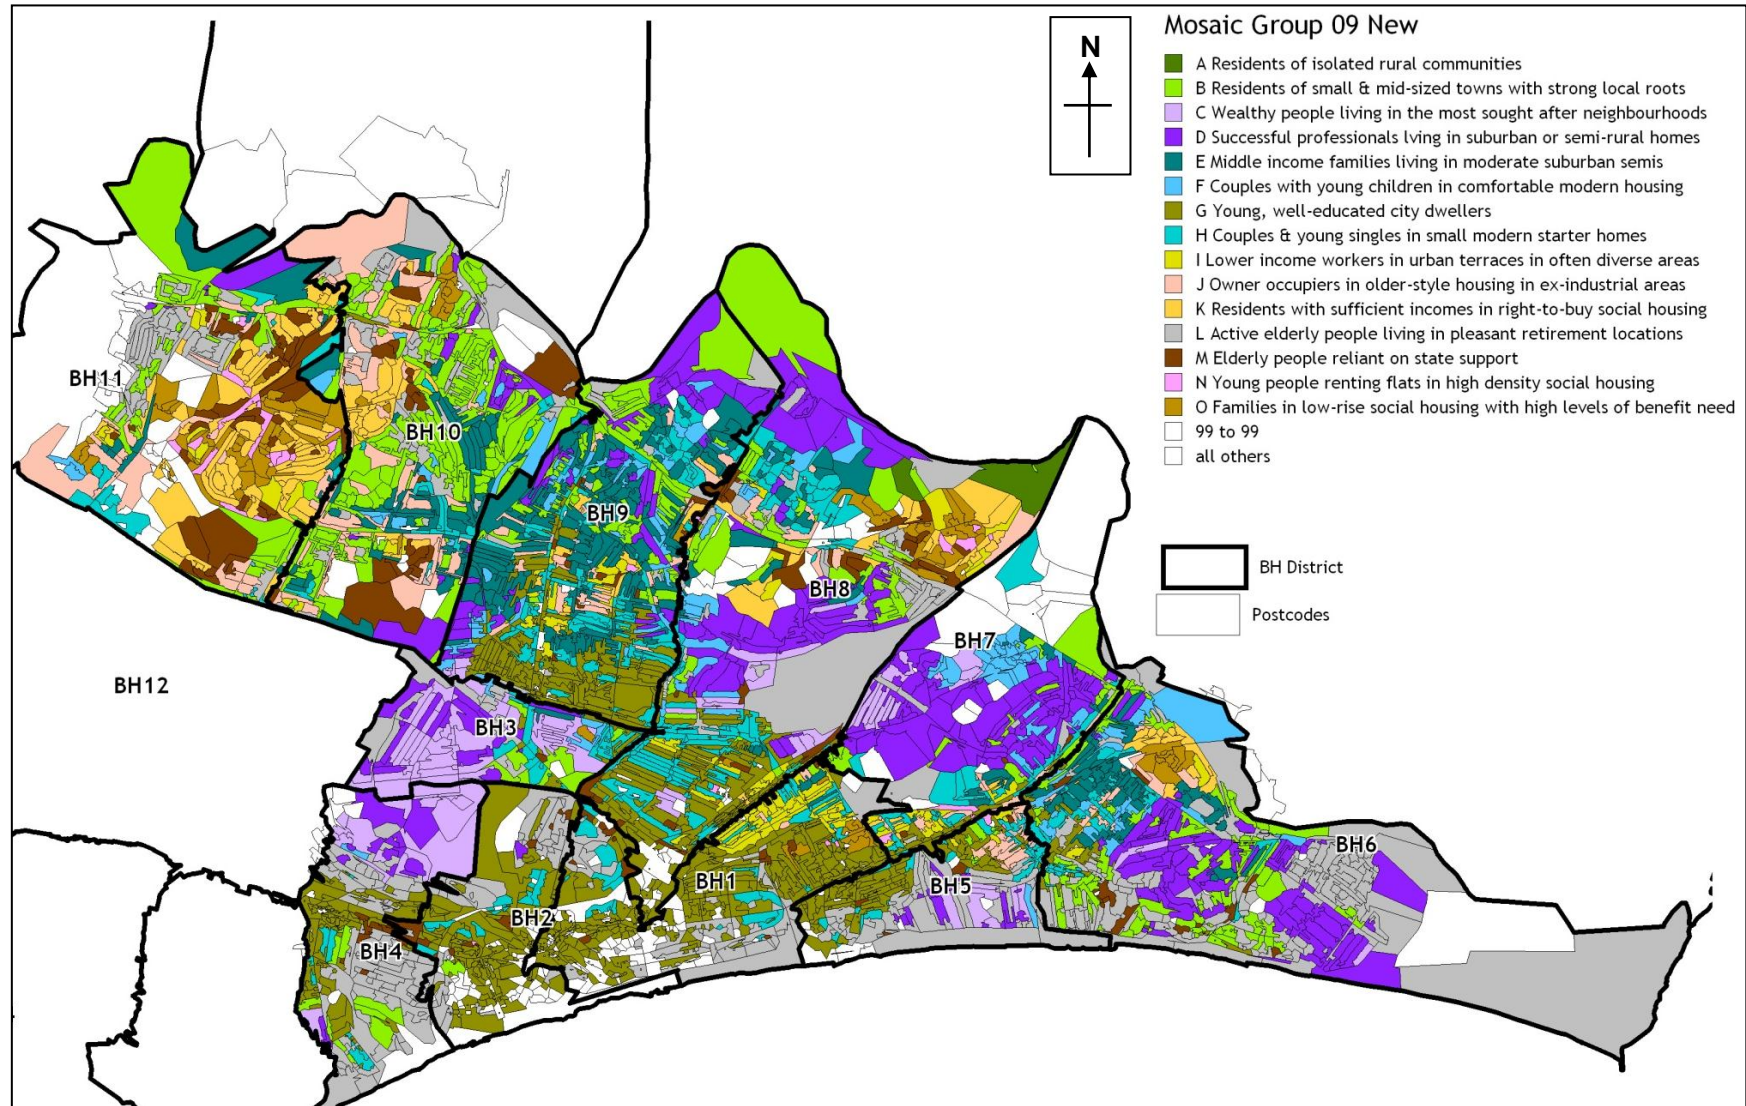 Mosaic Group 09 New
N
A Residents of isolated rural communities
B Residents of small & mid-sized towns with strong local roots
C Wealthy people living in the most sought after neighbourhoods
D Successful professionals lving in suburban or semi-rural homes
E Middle income families living in moderate suburban semis
F Couples with young children in comfortable modern housing
G Young, well-educated city dwellers
H Couples & young singles in small modern starter homes
I Lower income workers in urban terraces in often diverse areas
J Owner occupiers in older-style housing in ex-industrial areas
K Residents with sufficient incomes in right-to-buy social housing
L Active elderly people living in pleasant retirement locations
M Elderly people reliant on state support
N Young people renting flats in high density social housing
O Families in low-rise social housing with high levels of benefit need
99 to 99
all others
BH District
Postcodes
BH11
BH10
BH9
BH8
BH7
BH12
BH3
BH6
BH1
BH5
BH2
BH4